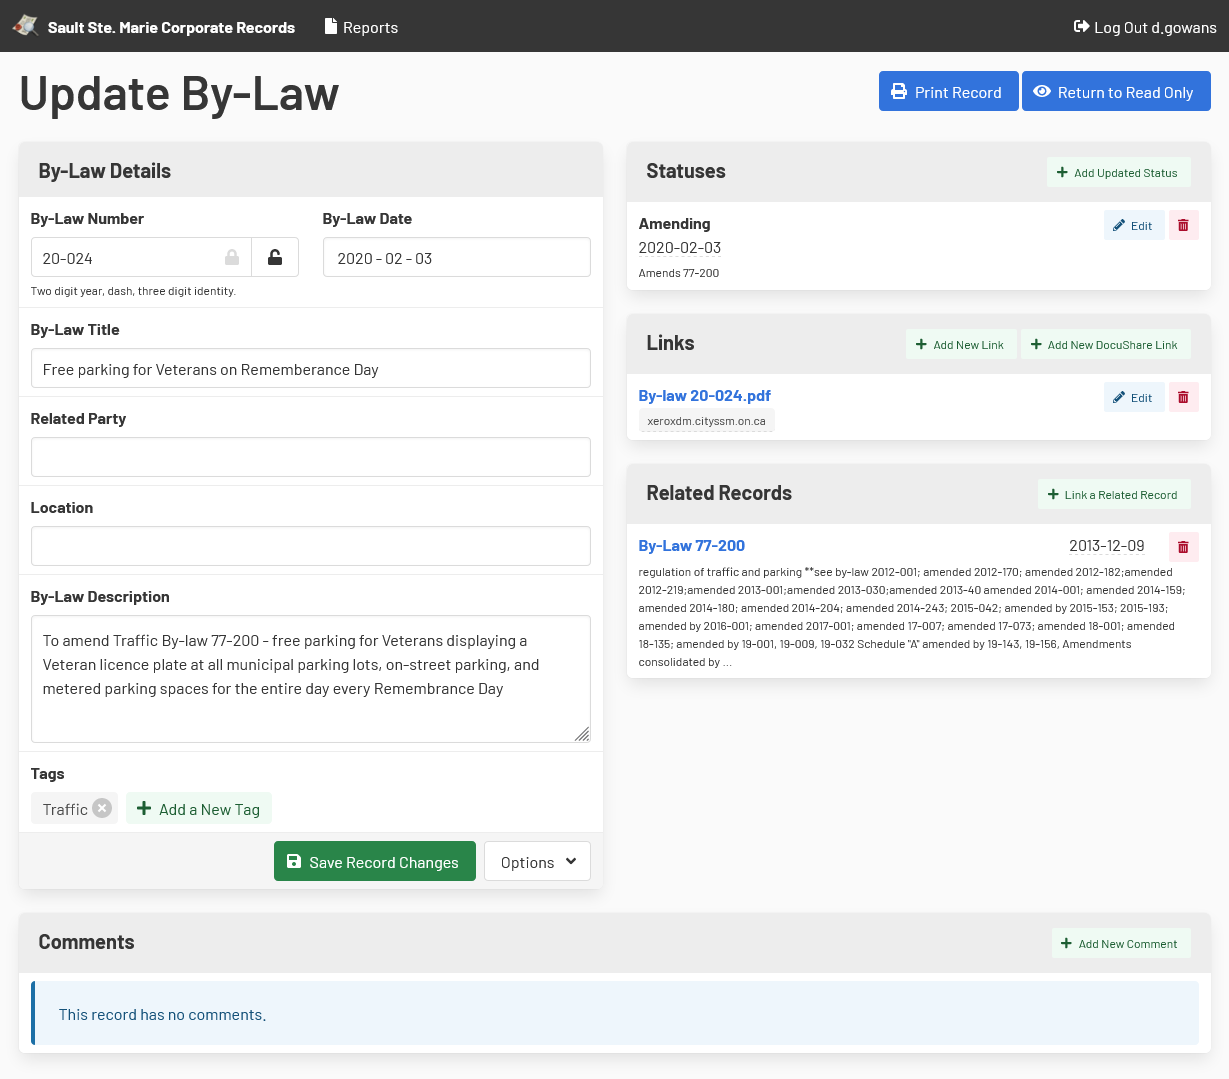 Sault Ste. Marie Corporate Records
Reports
Log Out d.gowans
Update By-Law
Print Record
Return to Read Only
By-Law Details
By-Law Number
By-Law Date
20-024
2020 - 02 - 03
Two digit year, dash, three digit identity.
By-Law Title
Free parking for Veterans on Rememberance Day
Related Party
Location
By-Law Description
To amend Traffic By-law 77-200 - free parking for Veterans displaying a
Veteran licence plate at all municipal parking lots, on-street parking, and
metered parking spaces for the entire day every Remembrance Day
Tags
Traffic
Add a New Tag
Save Record Changes
Options
Statuses
Add Updated Status
Amending
Edit
2020-02-03
Amends 77-200
Links
Add New Link
Add New DocuShare Link
By-law 20-024.pdf
Edit
xeroxdm.cityssm.on.ca
Related Records
Link a Related Record
By-Law 77-200
2013-12-09
regulation of traffic and parking **see by-law 2012-001; amended 2012-170; amended 2012-182;amended
2012-219;amended 2013-001;amended 2013-030;amended 2013-40 amended 2014-001; amended 2014-159;
amended 2014-180; amended 2014-204; amended 2014-243; 2015-042; amended by 2015-153; 2015-193;
amended by 2016-001; amended 2017-001; amended 17-007; amended 17-073; amended 18-001; amended
18-135; amended by 19-001, 19-009, 19-032 Schedule "A" amended by 19-143, 19-156, Amendments
consolidated by ...
Comments
Add New Comment
This record has no comments.